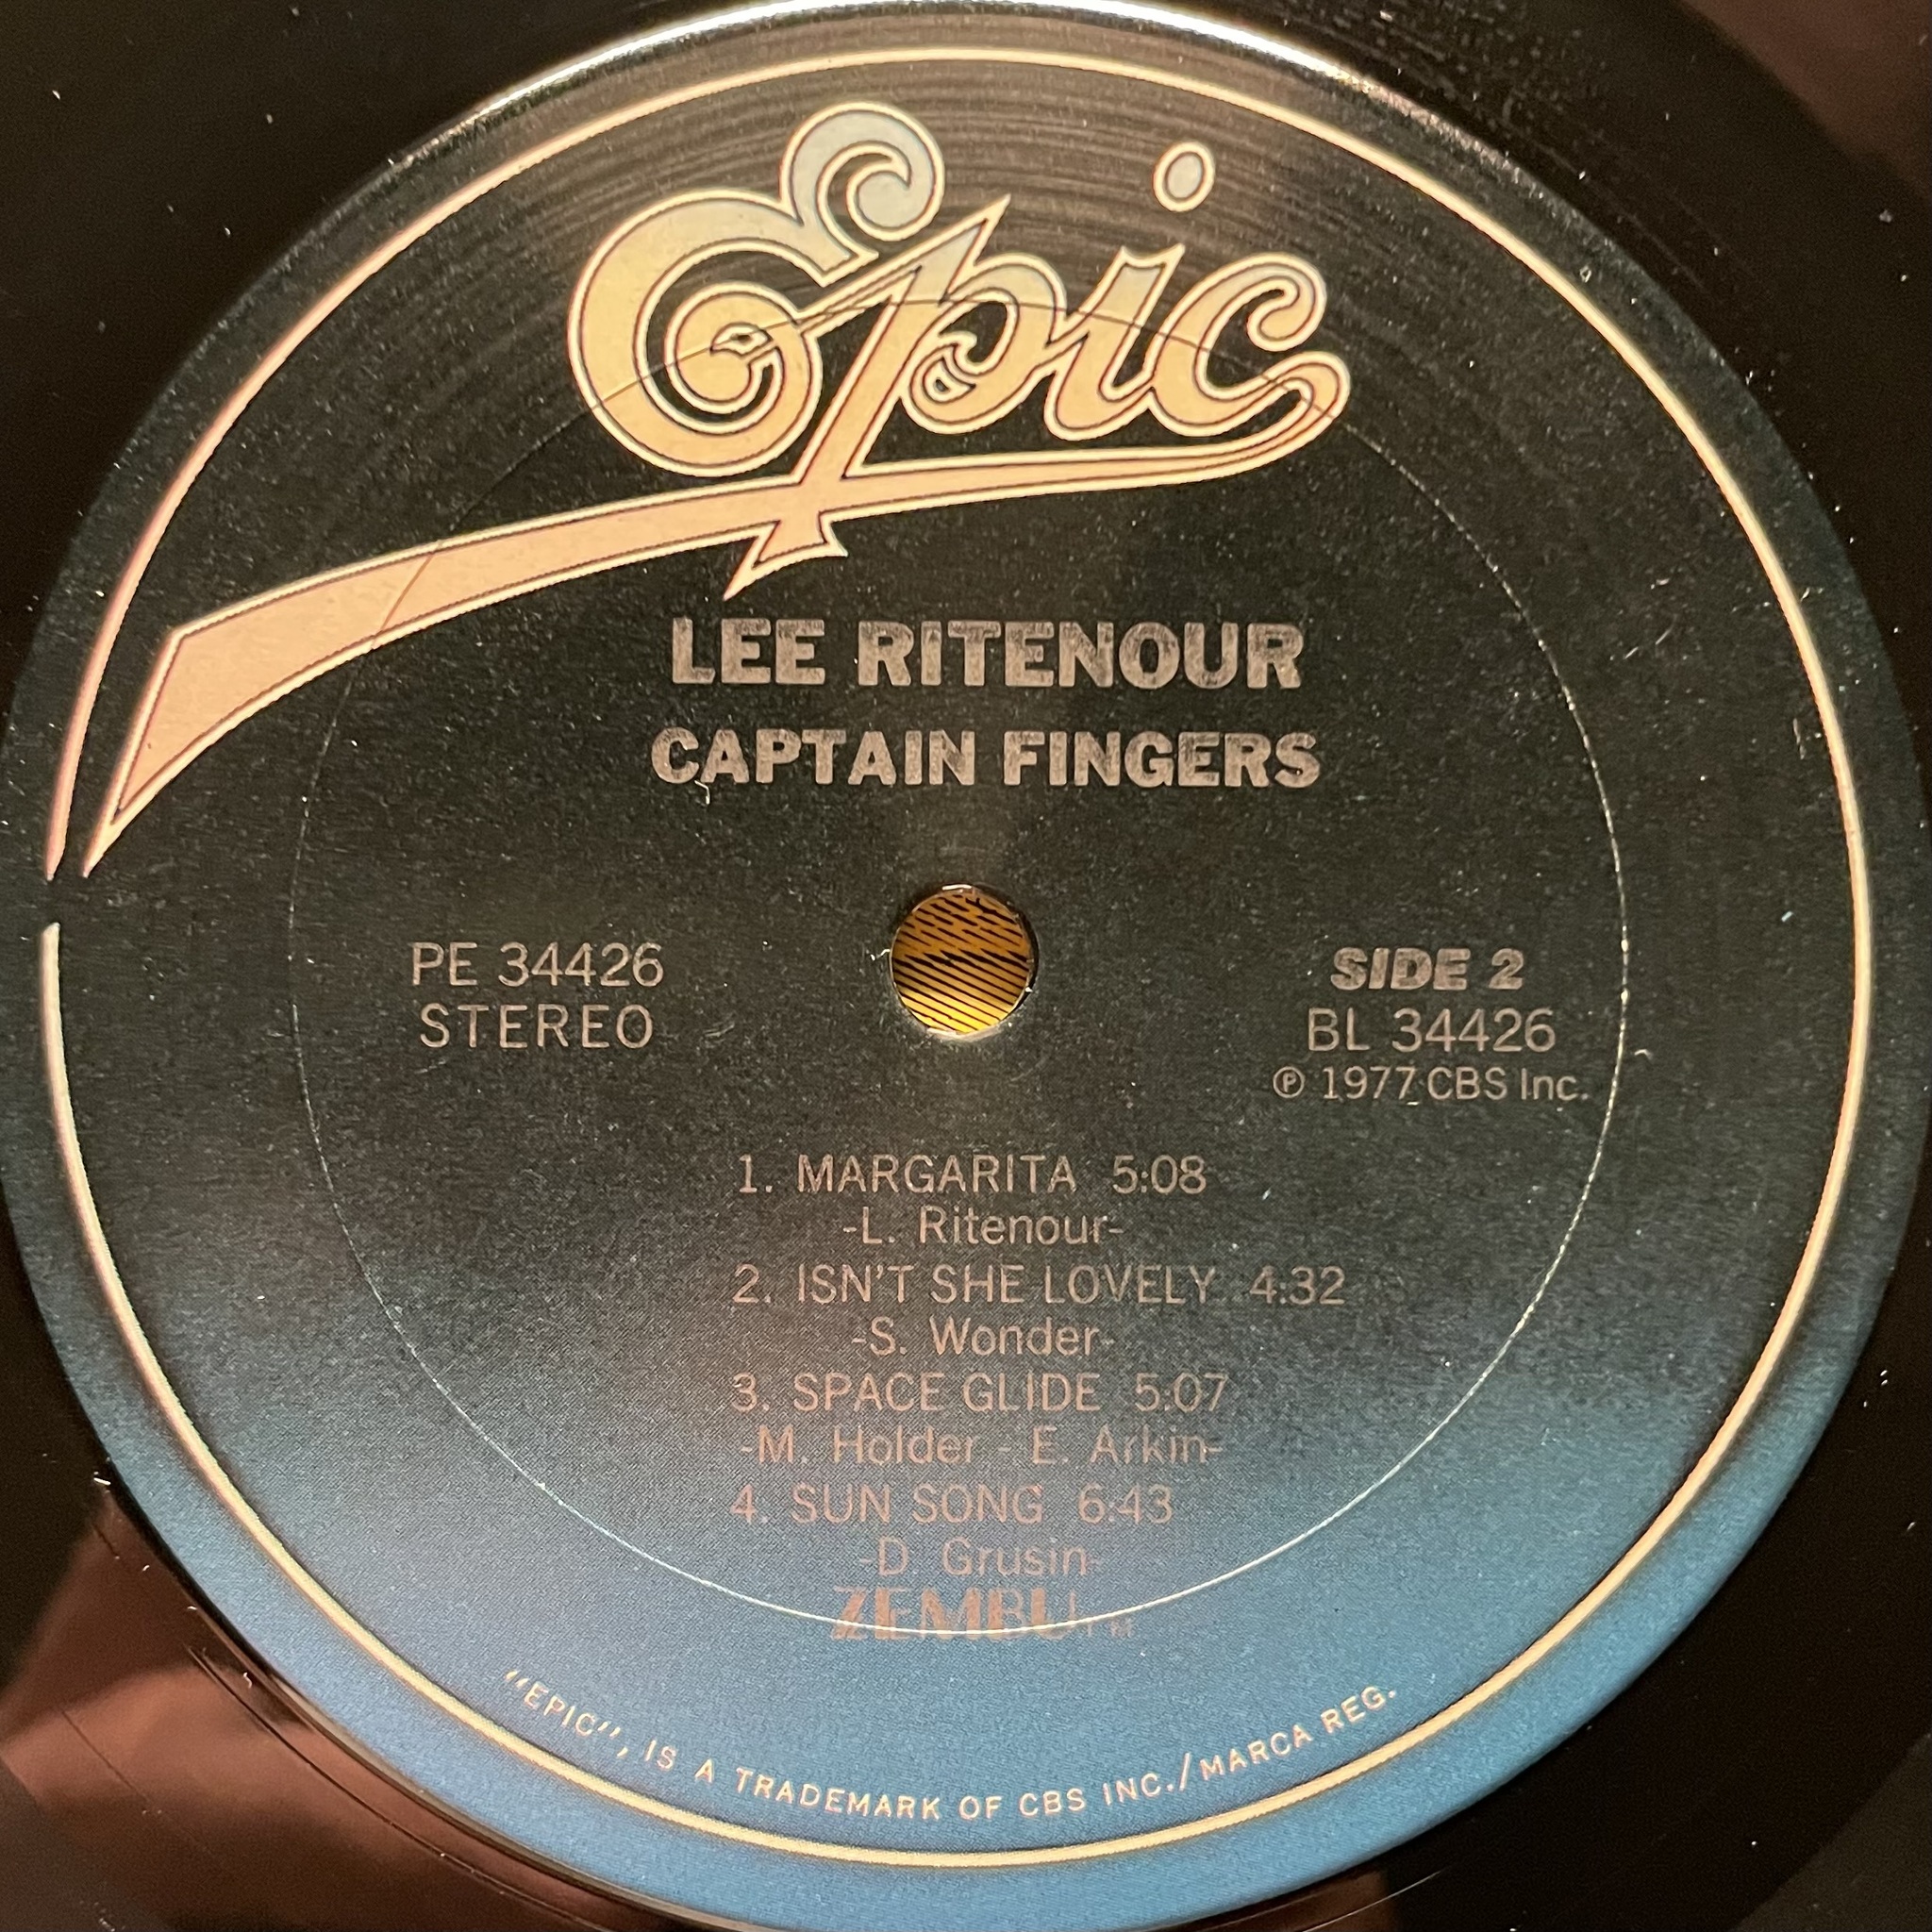 Epic
LEE RITENOUR
CAPTAIN FINGERS
PE 34426
STEREO
SIDE 2
BL 34426
℗ 1977 CBS Inc.
1. MARGARITA 5:08
-L. Ritenour-
2. ISN'T SHE LOVELY 4:32
-S. Wonder-
3. SPACE GLIDE 5:07
-M. Holder - E. Arkin-
4. SUN SONG 6:43
-D. Grusin-
ZEMBU TM
"EPIC", IS A TRADEMARK OF CBS INC./MARCA REG.